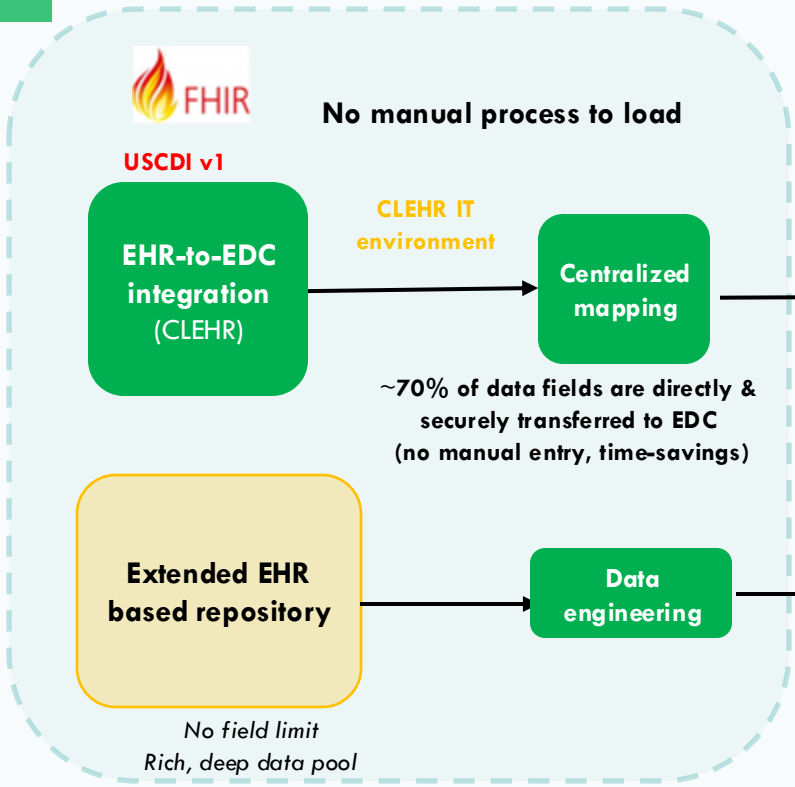 FHIR
No manual process to load
USCDI v1
EHR-to-EDC
integration
(CLEHR)
CLEHR IT
environment
Centralized
mapping
~70% of data fields are directly &
securely transferred to EDC
(no manual entry, time-savings)
Extended EHR
based repository
Data
engineering
No field limit
Rich, deep data pool